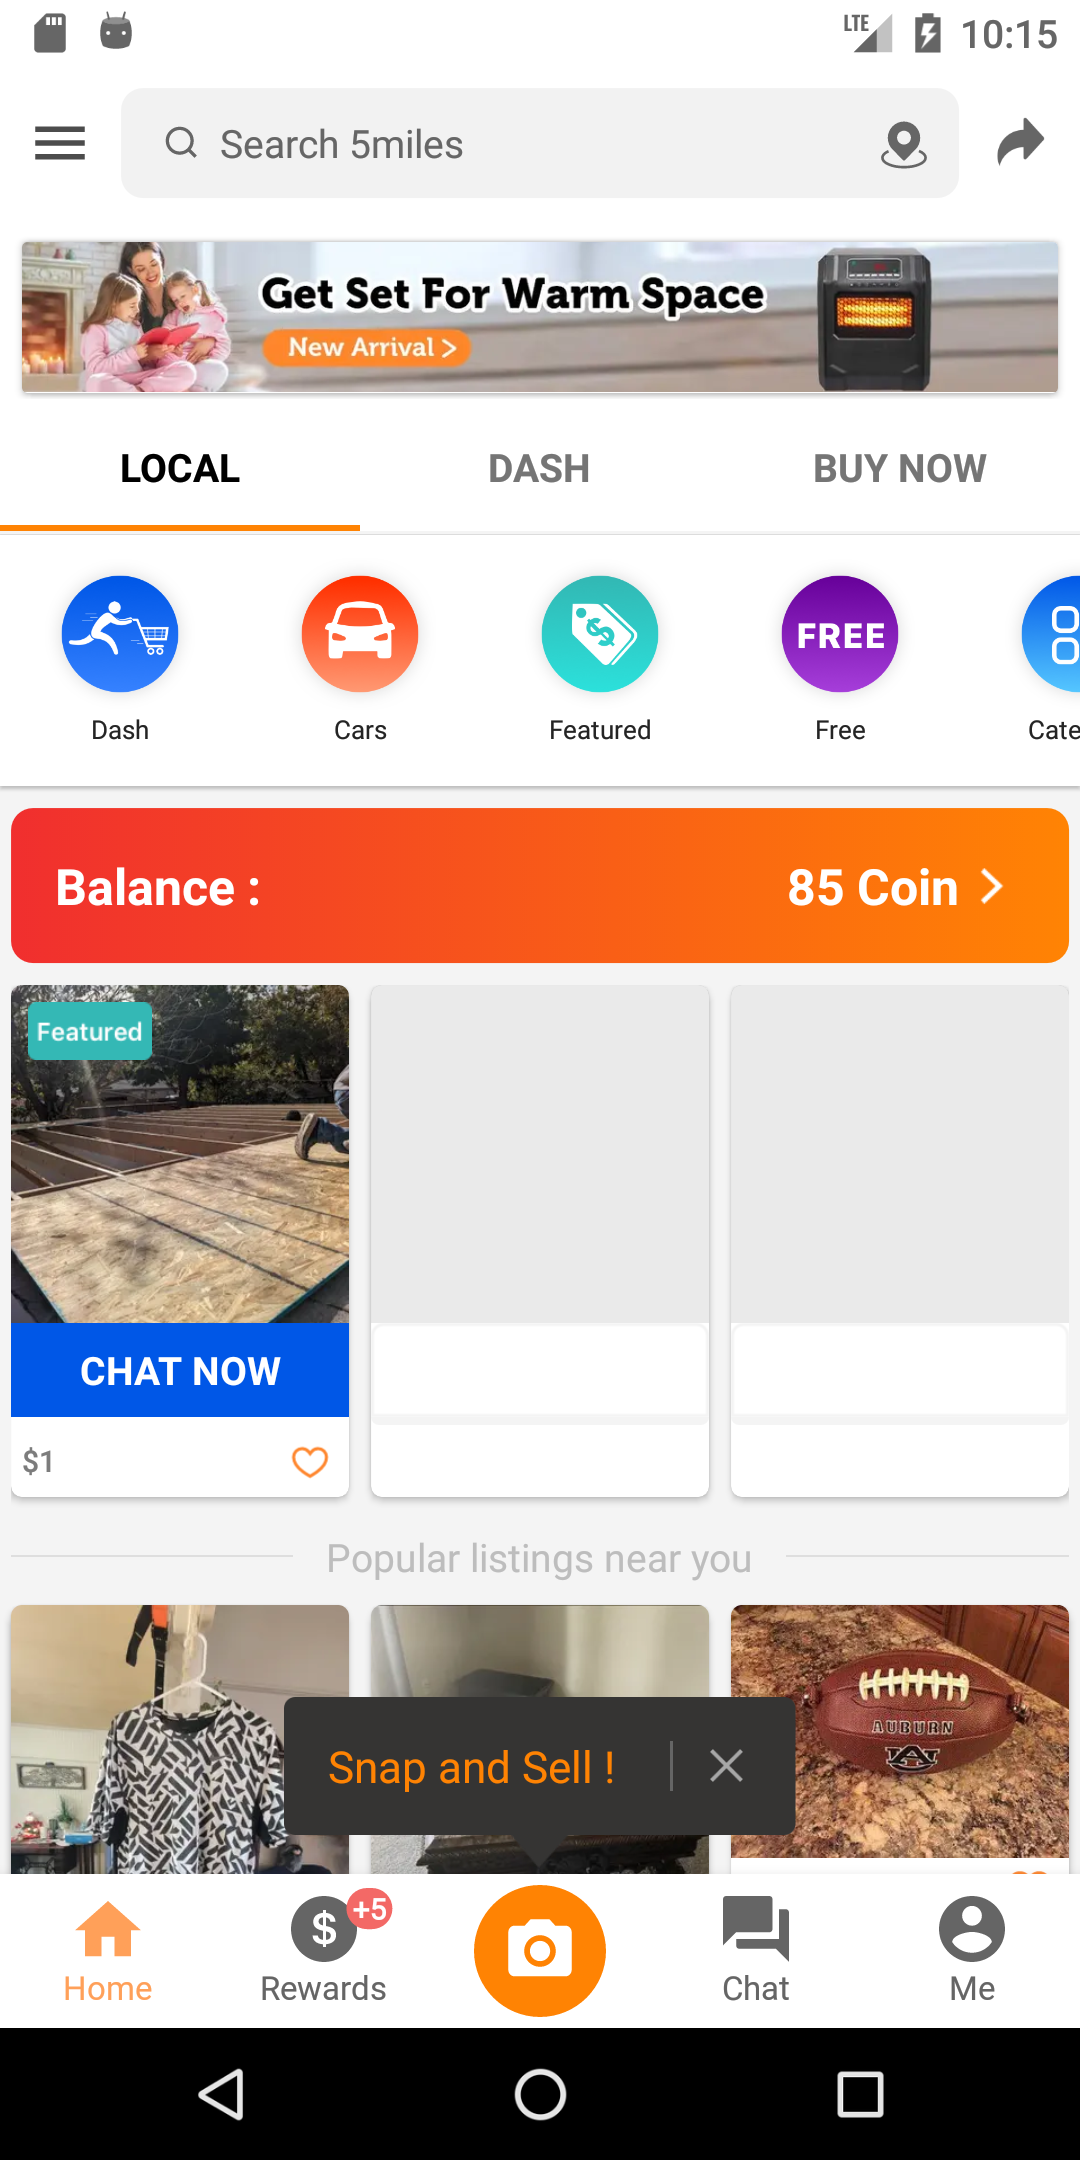 LTE 10:15
Search 5miles
Get Set For Warm Space
New Arrival >
LOCAL DASH BUY NOW
FREE
Dash Cars Featured Free Cate
Balance : 85 Coin
Featured
CHAT NOW
$1
Popular listings near you
AUBURN
Snap and Sell !
+5
Home Rewards Chat Me